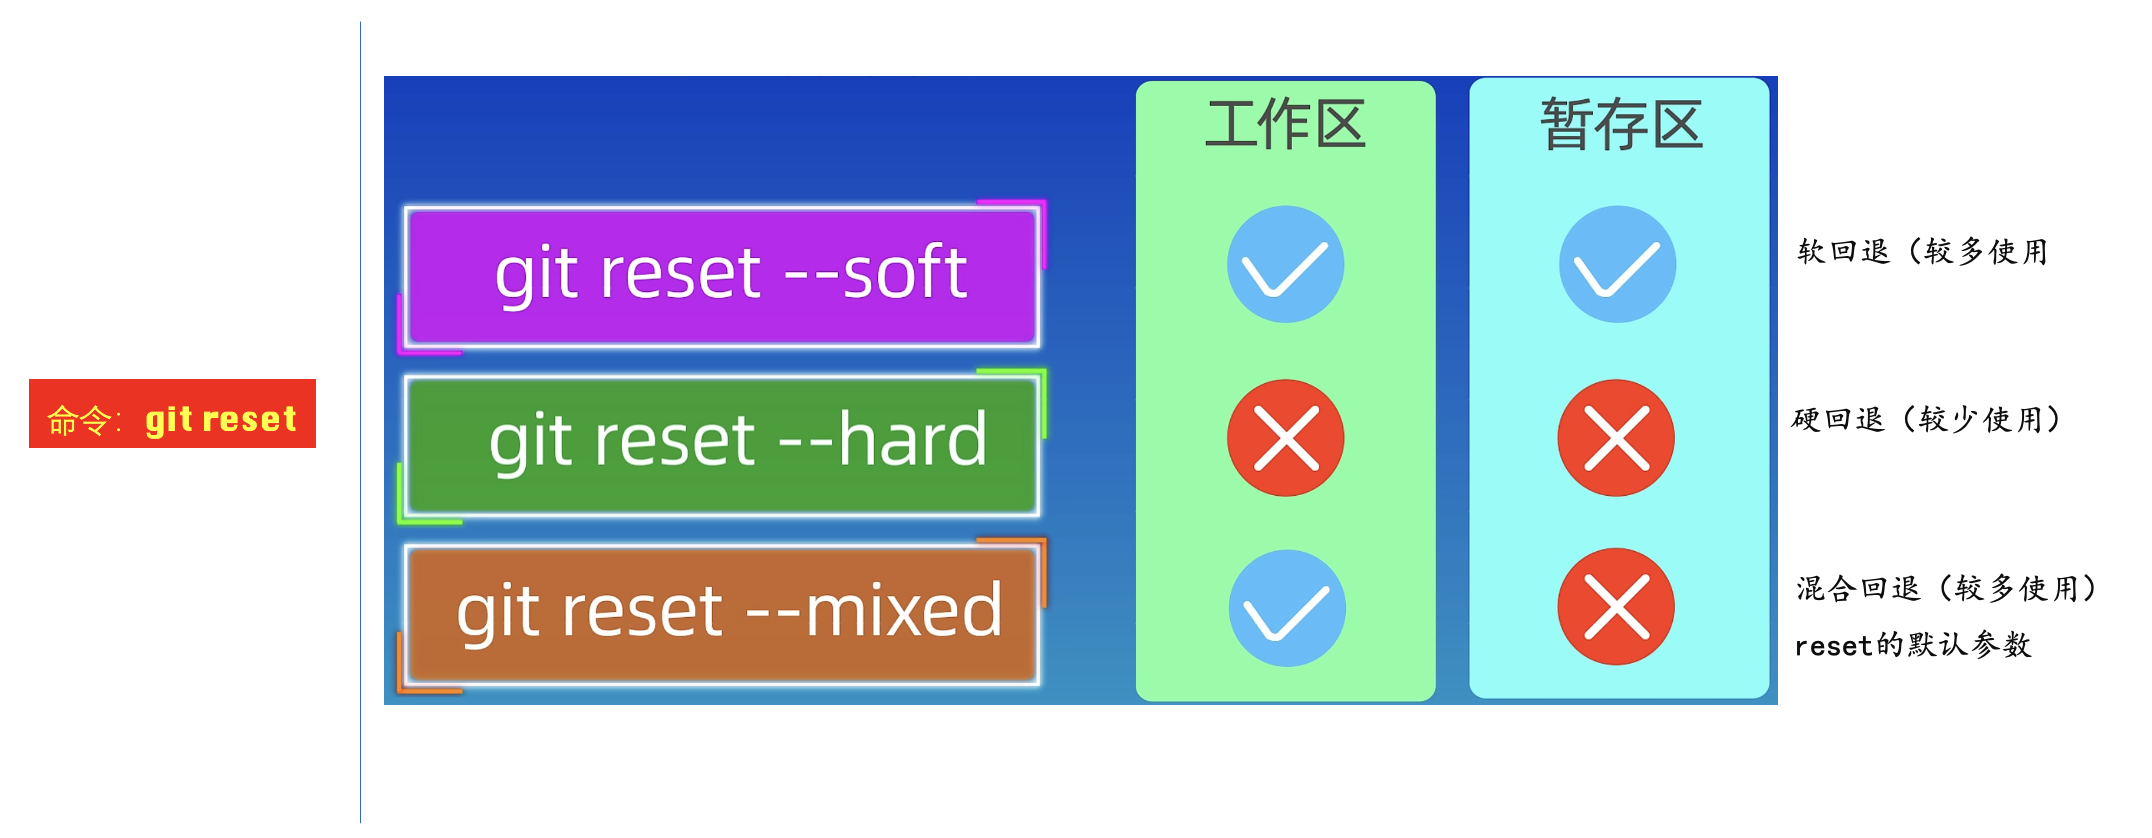 命令：git reset
工作区 暂存区
git reset --soft
软回退（较多使用
git reset --hard
硬回退（较少使用）
git reset --mixed
混合回退（较多使用）
reset的默认参数